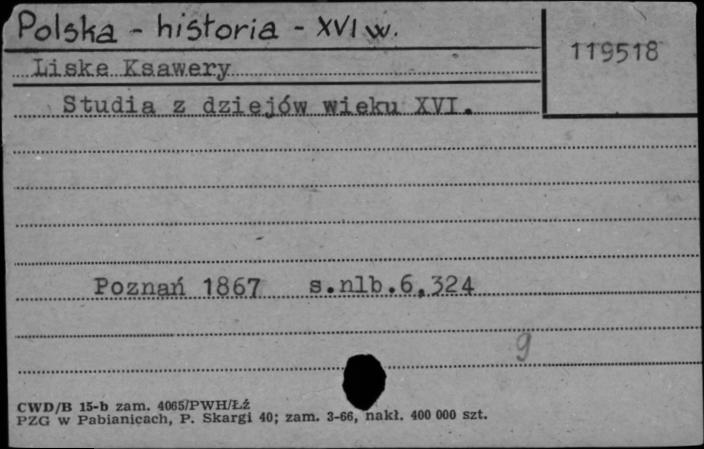 Polska - historia - XVI w.
119518
Liske Ksawery
Studia z dziejów wieku XVI.
Poznań 1867 s.nlb.6,324
9
CWD/B 15-b zam. 4065/PWH/Łź
PZG w Pabianicach, P. Skargi 40; zam. 3-66, nakł. 400 000 szt.